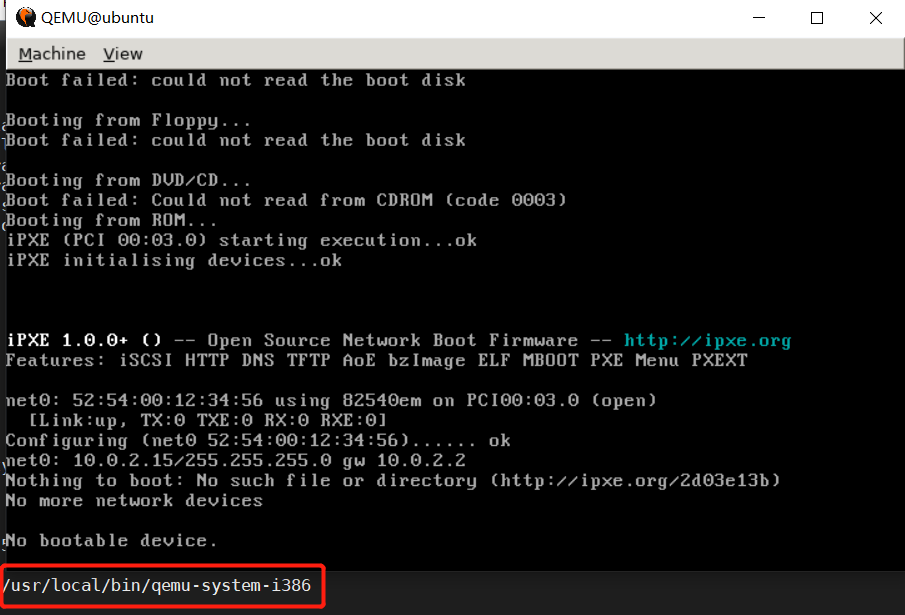 QEMU@ubuntu
Machine View
Boot failed: could not read the boot disk
Booting from Floppy...
Boot failed: could not read the boot disk
Booting from DVD/CD...
Boot failed: Could not read from CDROM (code 0003)
Booting from ROM...
iPXE (PCI 00:03.0) starting execution...ok
iPXE initialising devices...ok
iPXE 1.0.0+ () -- Open Source Network Boot Firmware -- http://ipxe.org
Features: iSCSI HTTP DNS TFTP AoE bzImage ELF MBOOT PXE Menu PXEXT
net0: 52:54:00:12:34:56 using 82540em on PCI00:03.0 (open)
[Link:up, TX:0 TXE:0 RX:0 RXE:0]
Configuring (net0 52:54:00:12:34:56)...... ok
net0: 10.0.2.15/255.255.255.0 gw 10.0.2.2
Nothing to boot: No such file or directory (http://ipxe.org/2d03e13b)
No more network devices
No bootable device.
/usr/local/bin/qemu-system-i386